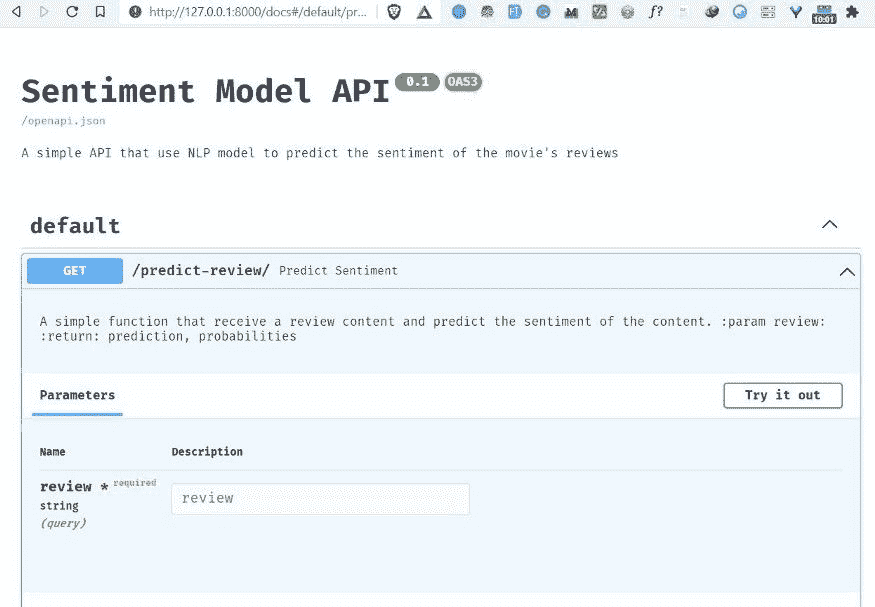 http://127.0.0.1:8000/docs#/default/pr...
10:01
Sentiment Model API 0.1 OAS3
/openapi.json
A simple API that use NLP model to predict the sentiment of the movie's reviews
default
GET /predict-review/ Predict Sentiment
A simple function that receive a review content and predict the sentiment of the content. :param review:
:return: prediction, probabilities
Parameters Try it out
Name Description
review * required review
string
(query)